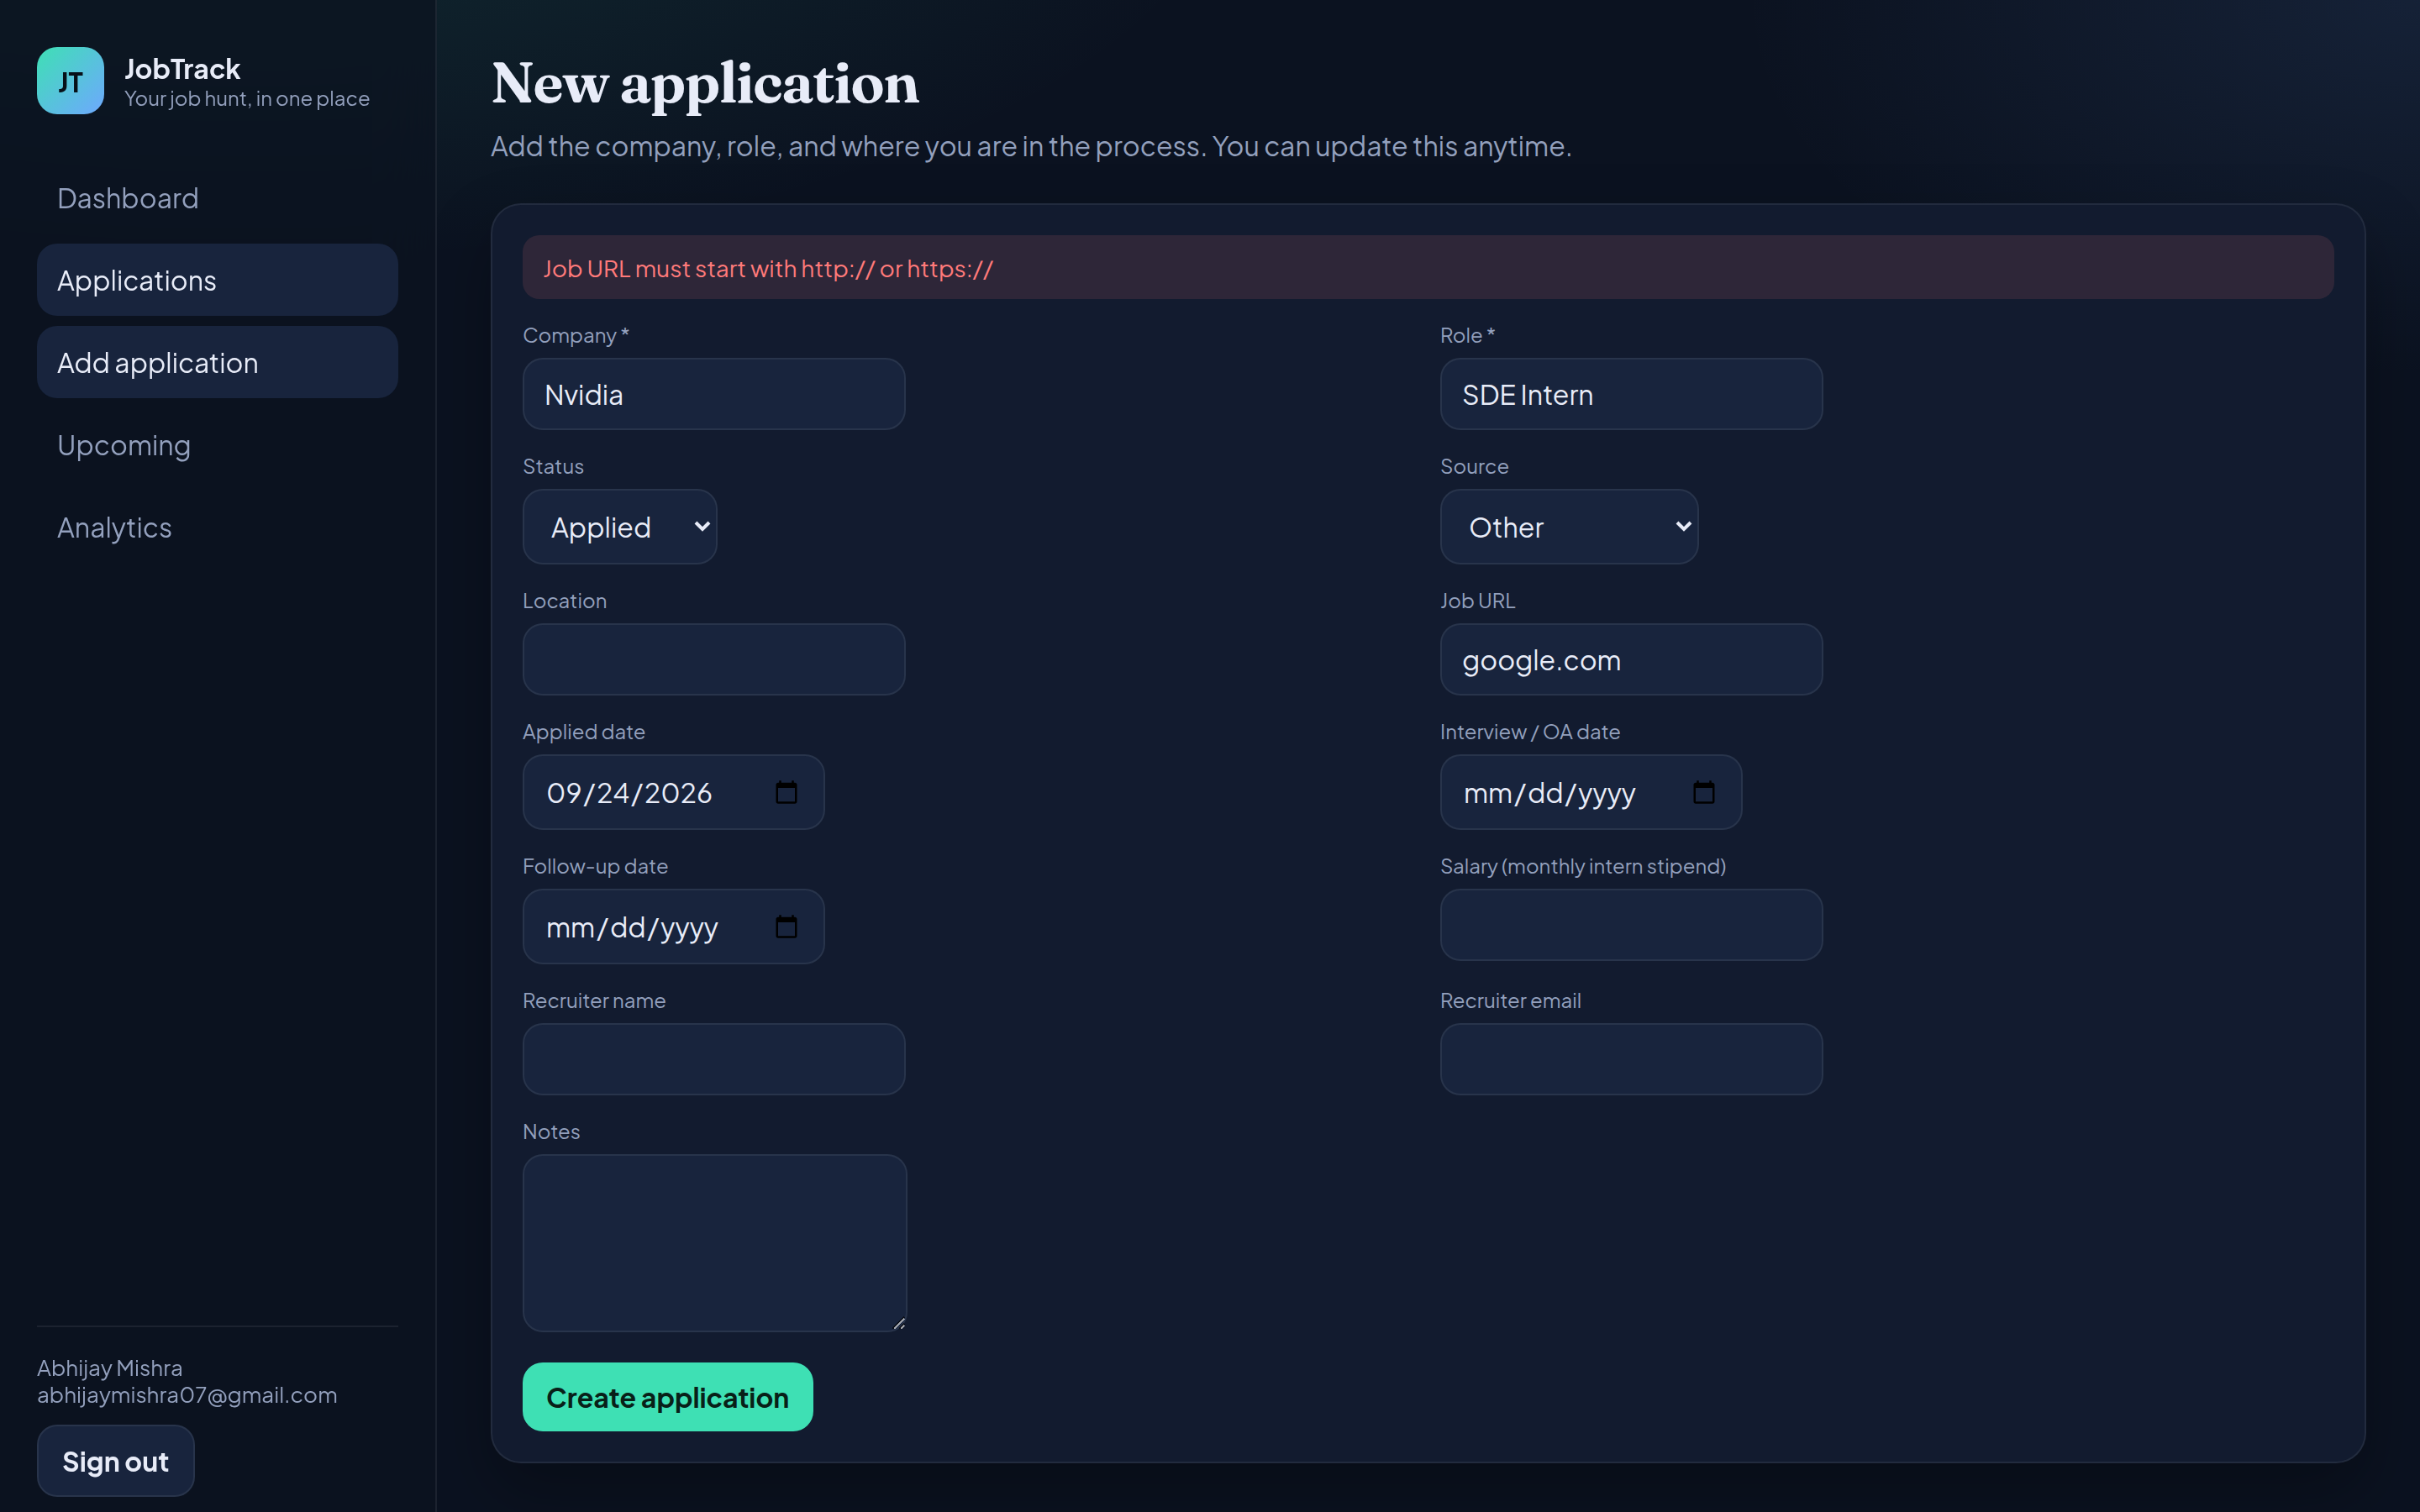 JT
JobTrack
Your job hunt, in one place
Dashboard
Applications
Add application
Upcoming
Analytics
Abhijay Mishra
abhijaymishra07@gmail.com
Sign out
New application
Add the company, role, and where you are in the process. You can update this anytime.
Job URL must start with http:// or https://
Company *
Nvidia
Role *
SDE Intern
Status
Applied
Source
Other
Location
Job URL
google.com
Applied date
09/24/2026
Interview / OA date
mm/dd/yyyy
Follow-up date
mm/dd/yyyy
Salary (monthly intern stipend)
Recruiter name
Recruiter email
Notes
Create application